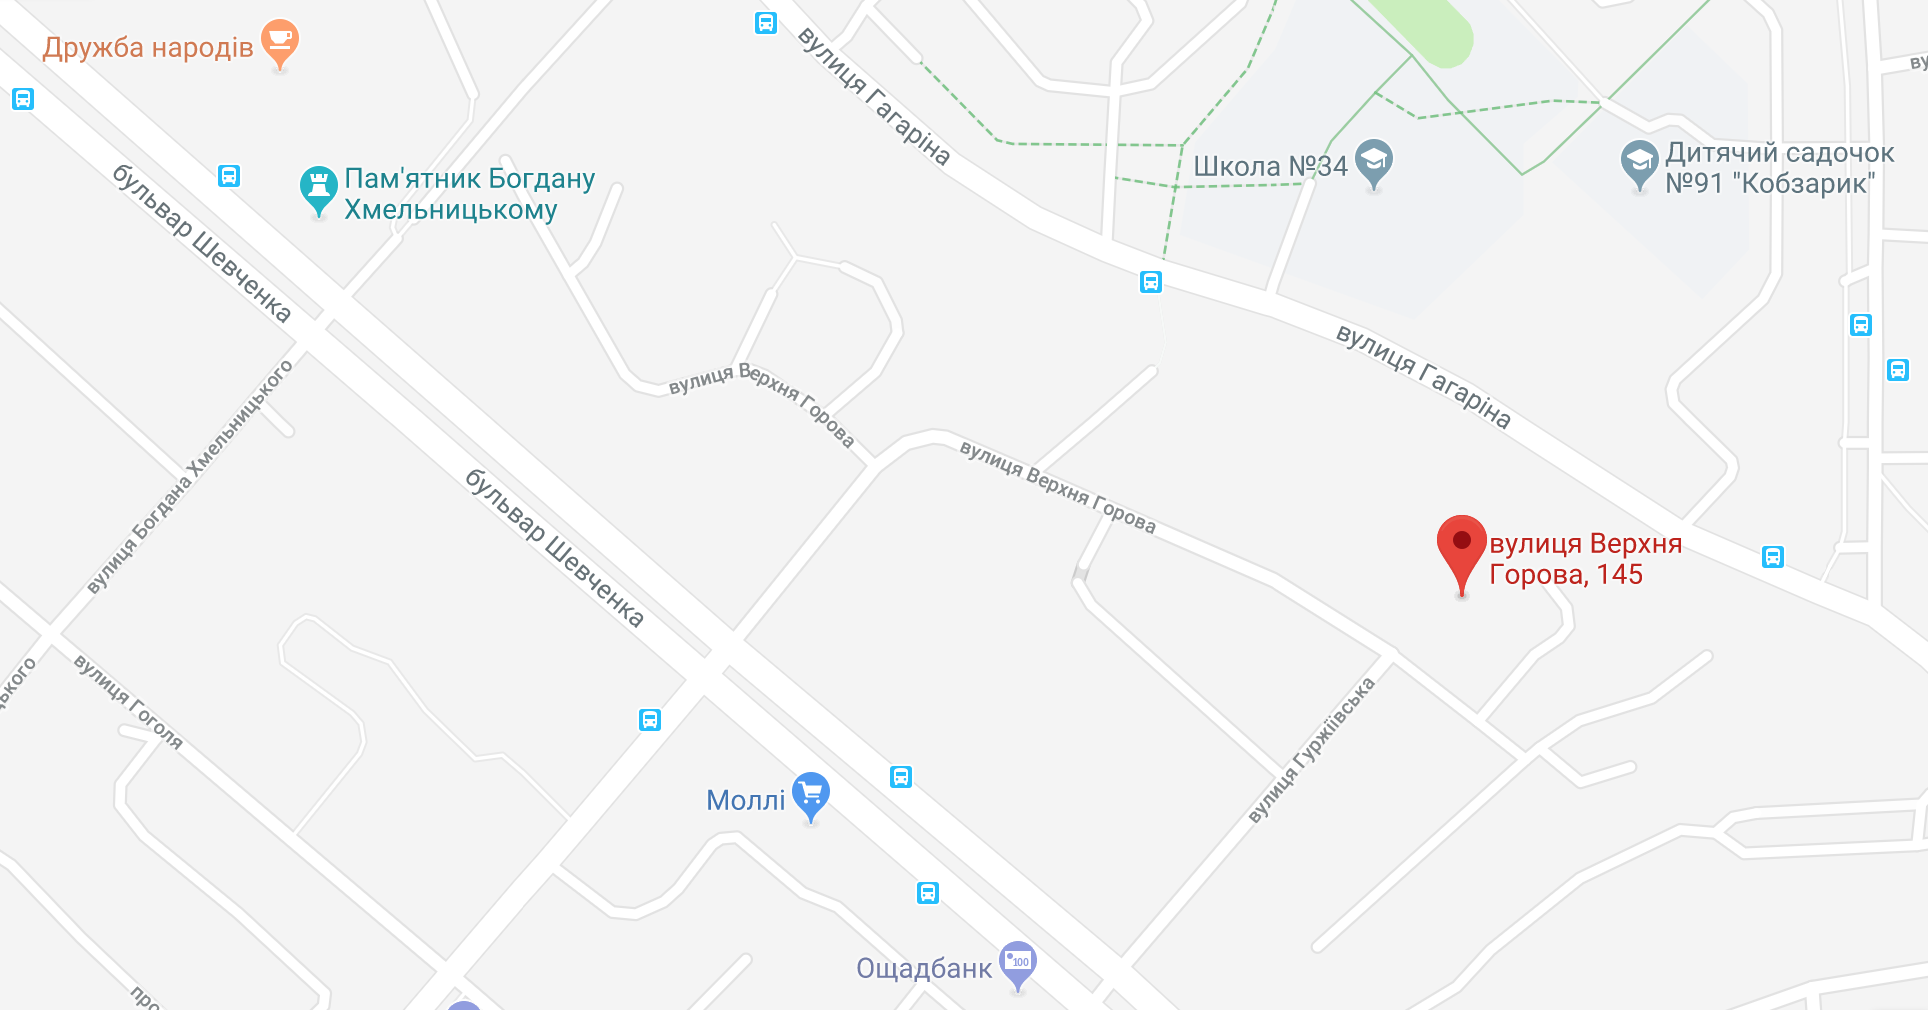 Дружба народів
вулиця Гагаріна
Школа №34
Дитячий садочок
№91 "Кобзарик"
Пам'ятник Богдану
Хмельницькому
бульвар Шевченка
вулиця Гагаріна
вулиця Верхня Горова
вулиця Богдана Хмельницького
вулиця Верхня Горова
бульвар Шевченка
вулиця Верхня
Горова, 145
вулиця Гоголя
вулиця Гуржіївська
Моллі
Ощадбанк
100